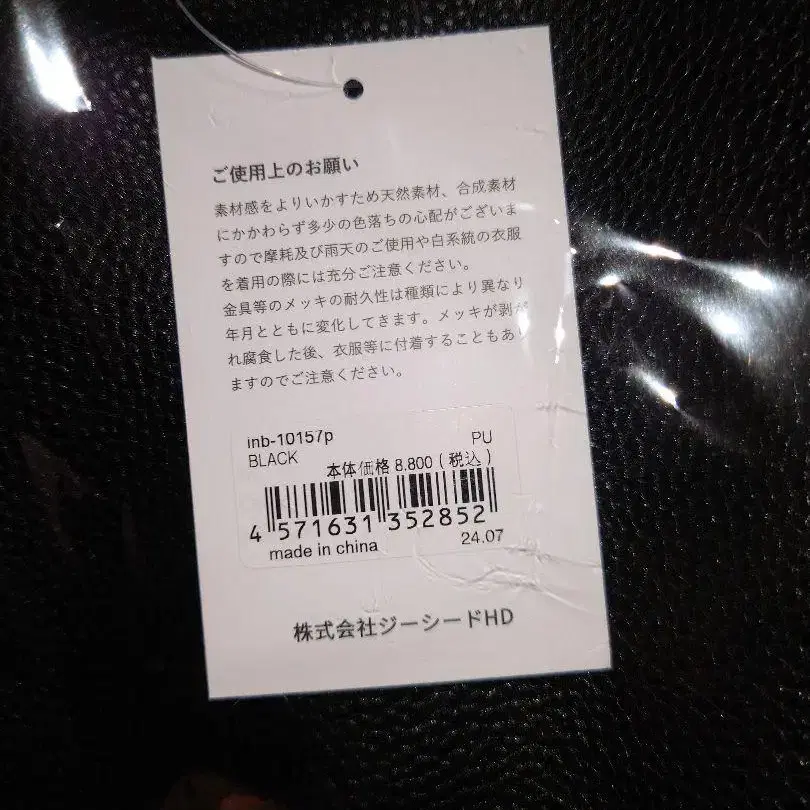 ご使用上のお願い
素材感をよりいかすため天然素材、合成素材
にかかわらず多少の色落ちの心配がございま
すので摩耗及び雨天のご使用や白系統の衣服
を着用の際には充分ご注意ください。
金具等のメッキの耐久性は種類により異なり
年月とともに変化してきます。メッキが剥が
れ腐食した後、衣服等に付着することもあり
ますのでご注意ください。
inb-10157p PU
BLACK
本体価格 8.800 ( 税込 )
4 571631 352852
made in china 24.07
株式会社ジーシードHD